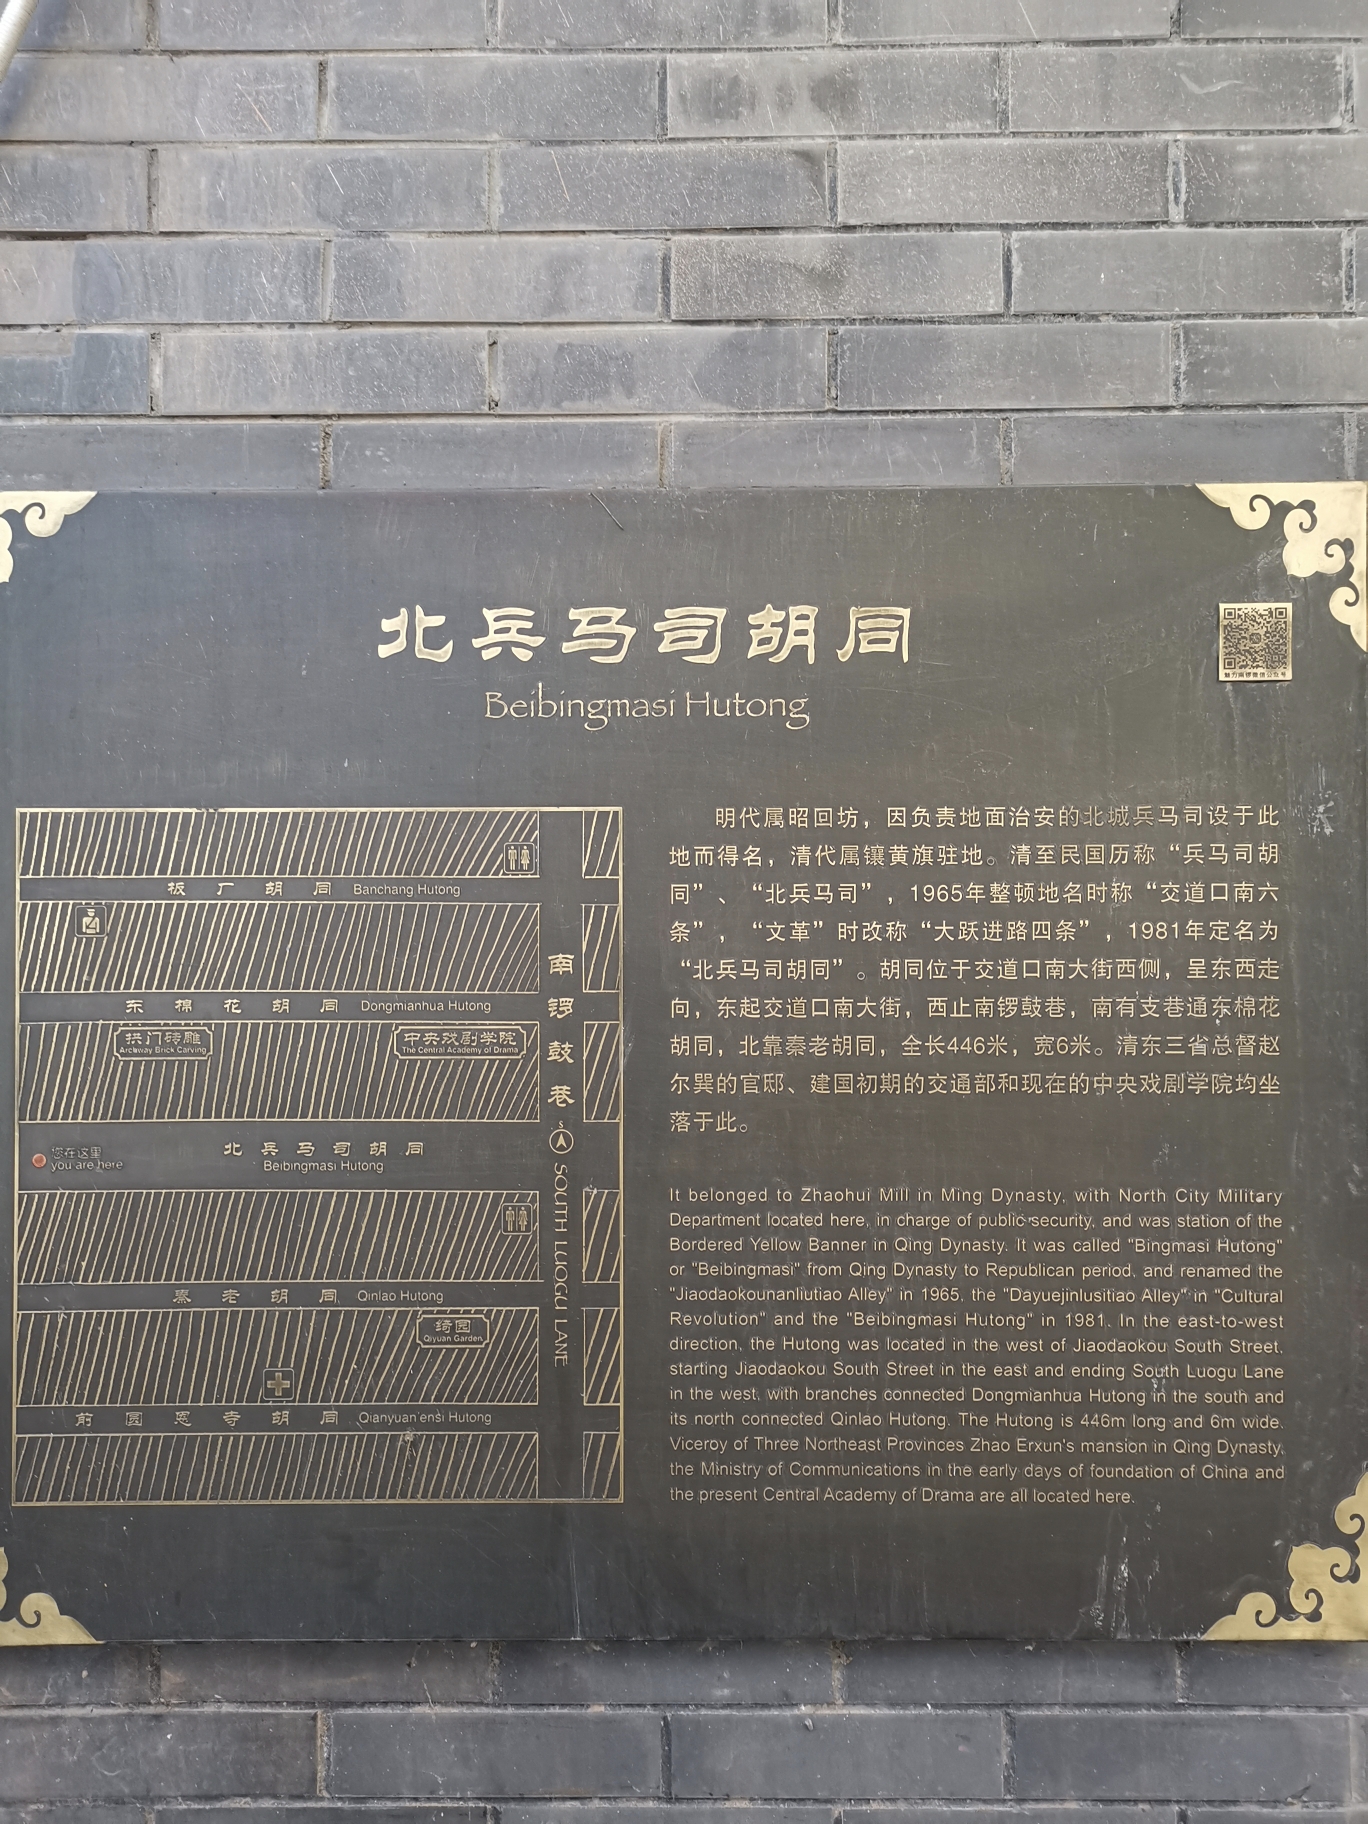 北兵马司胡同
Beibingmasi Hutong
魅力南锣微信公众号
板厂胡同 Banchang Hutong
东棉花胡同 Dongmianhua Hutong
拱门砖雕
Archway Brick Carving
中央戏剧学院
The Central Academy of Drama
您在这里
you are here
北兵马司胡同
Beibingmasi Hutong
秦老胡同 Qinlao Hutong
绮园
Qiyuan Garden
前圆恩寺胡同 Qianyuan'ensi Hutong
南锣鼓巷
S
SOUTH LUOGU LANE
明代属昭回坊，因负责地面治安的北城兵马司设于此
地而得名，清代属镶黄旗驻地。清至民国历称“兵马司胡
同”、“北兵马司”，1965年整顿地名时称“交道口南六
条”，“文革”时改称“大跃进路四条”，1981年定名为
“北兵马司胡同”。胡同位于交道口南大街西侧，呈东西走
向，东起交道口南大街，西止南锣鼓巷，南有支巷通东棉花
胡同，北靠秦老胡同，全长446米，宽6米。清东三省总督赵
尔巽的官邸、建国初期的交通部和现在的中央戏剧学院均坐
落于此。
It belonged to Zhaohui Mill in Ming Dynasty, with North City Military
Department located here, in charge of public security, and was station of the
Bordered Yellow Banner in Qing Dynasty. It was called "Bingmasi Hutong"
or "Beibingmasi" from Qing Dynasty to Republican period, and renamed the
"Jiaodaokounanliutiao Alley" in 1965, the "Dayuejinlusitiao Alley" in "Cultural
Revolution" and the "Beibingmasi Hutong" in 1981. In the east-to-west
direction, the Hutong was located in the west of Jiaodaokou South Street,
starting Jiaodaokou South Street in the east and ending South Luogu Lane
in the west, with branches connected Dongmianhua Hutong in the south and
its north connected Qinlao Hutong. The Hutong is 446m long and 6m wide.
Viceroy of Three Northeast Provinces Zhao Erxun's mansion in Qing Dynasty,
the Ministry of Communications in the early days of foundation of China and
the present Central Academy of Drama are all located here.